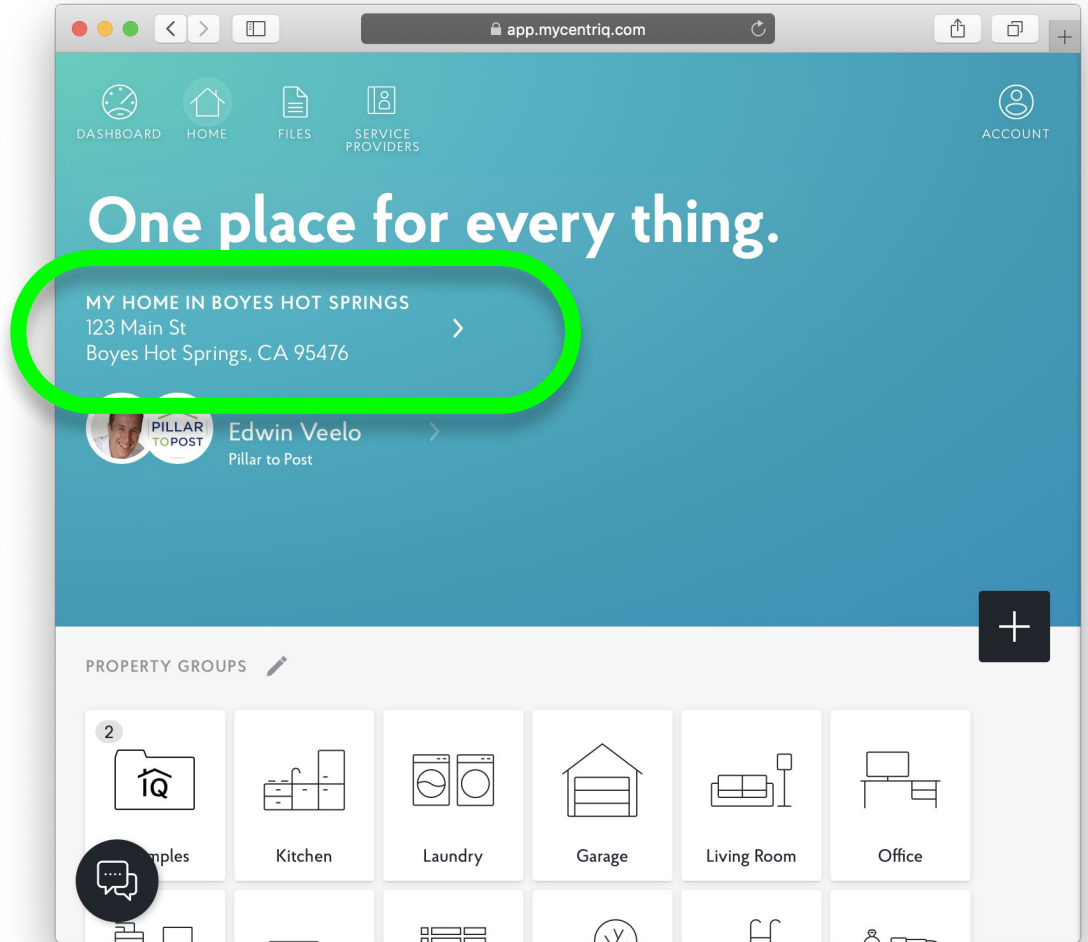 app.mycentriq.com
DASHBOARD
HOME
FILES
SERVICE
PROVIDERS
ACCOUNT
One place for every thing.
MY HOME IN BOYES HOT SPRINGS
123 Main St
Boyes Hot Springs, CA 95476
PILLAR
TO POST
Edwin Veelo
Pillar to Post
PROPERTY GROUPS
2
IQ
Kitchen
Laundry
Garage
Living Room
Office